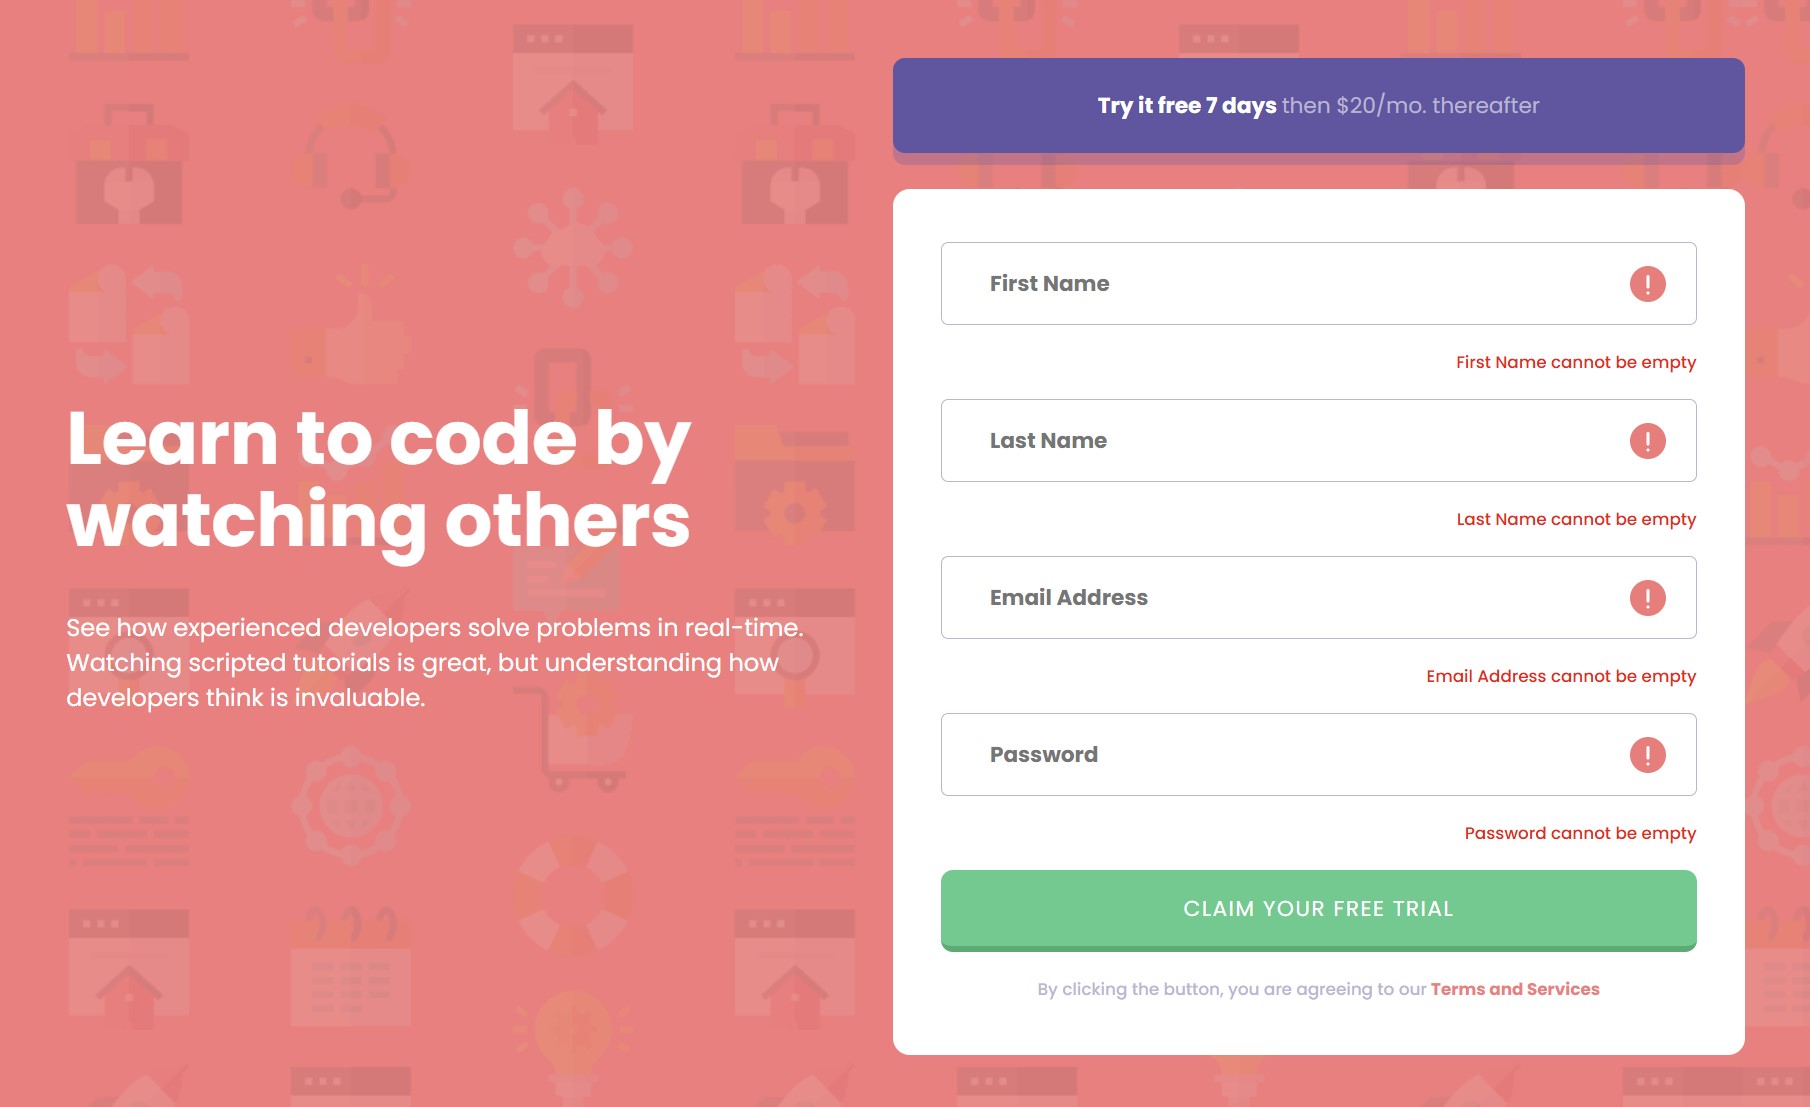 Learn to code by
watching others
See how experienced developers solve problems in real-time.
Watching scripted tutorials is great, but understanding how
developers think is invaluable.
Try it free 7 days then $20/mo. thereafter
First Name
First Name cannot be empty
Last Name
Last Name cannot be empty
Email Address
Email Address cannot be empty
Password
Password cannot be empty
CLAIM YOUR FREE TRIAL
By clicking the button, you are agreeing to our Terms and Services